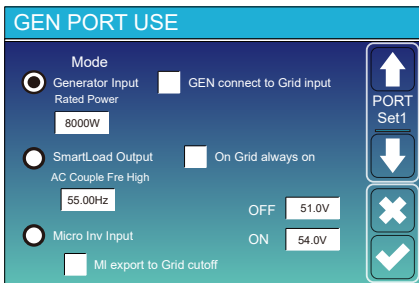 GEN PORT USE
Mode
Generator Input
GEN connect to Grid input
Rated Power
8000W
PORT
Set1
SmartLoad Output
On Grid always on
AC Couple Fre High
55.00Hz
OFF
51.0V
Micro Inv Input
ON
54.0V
MI export to Grid cutoff